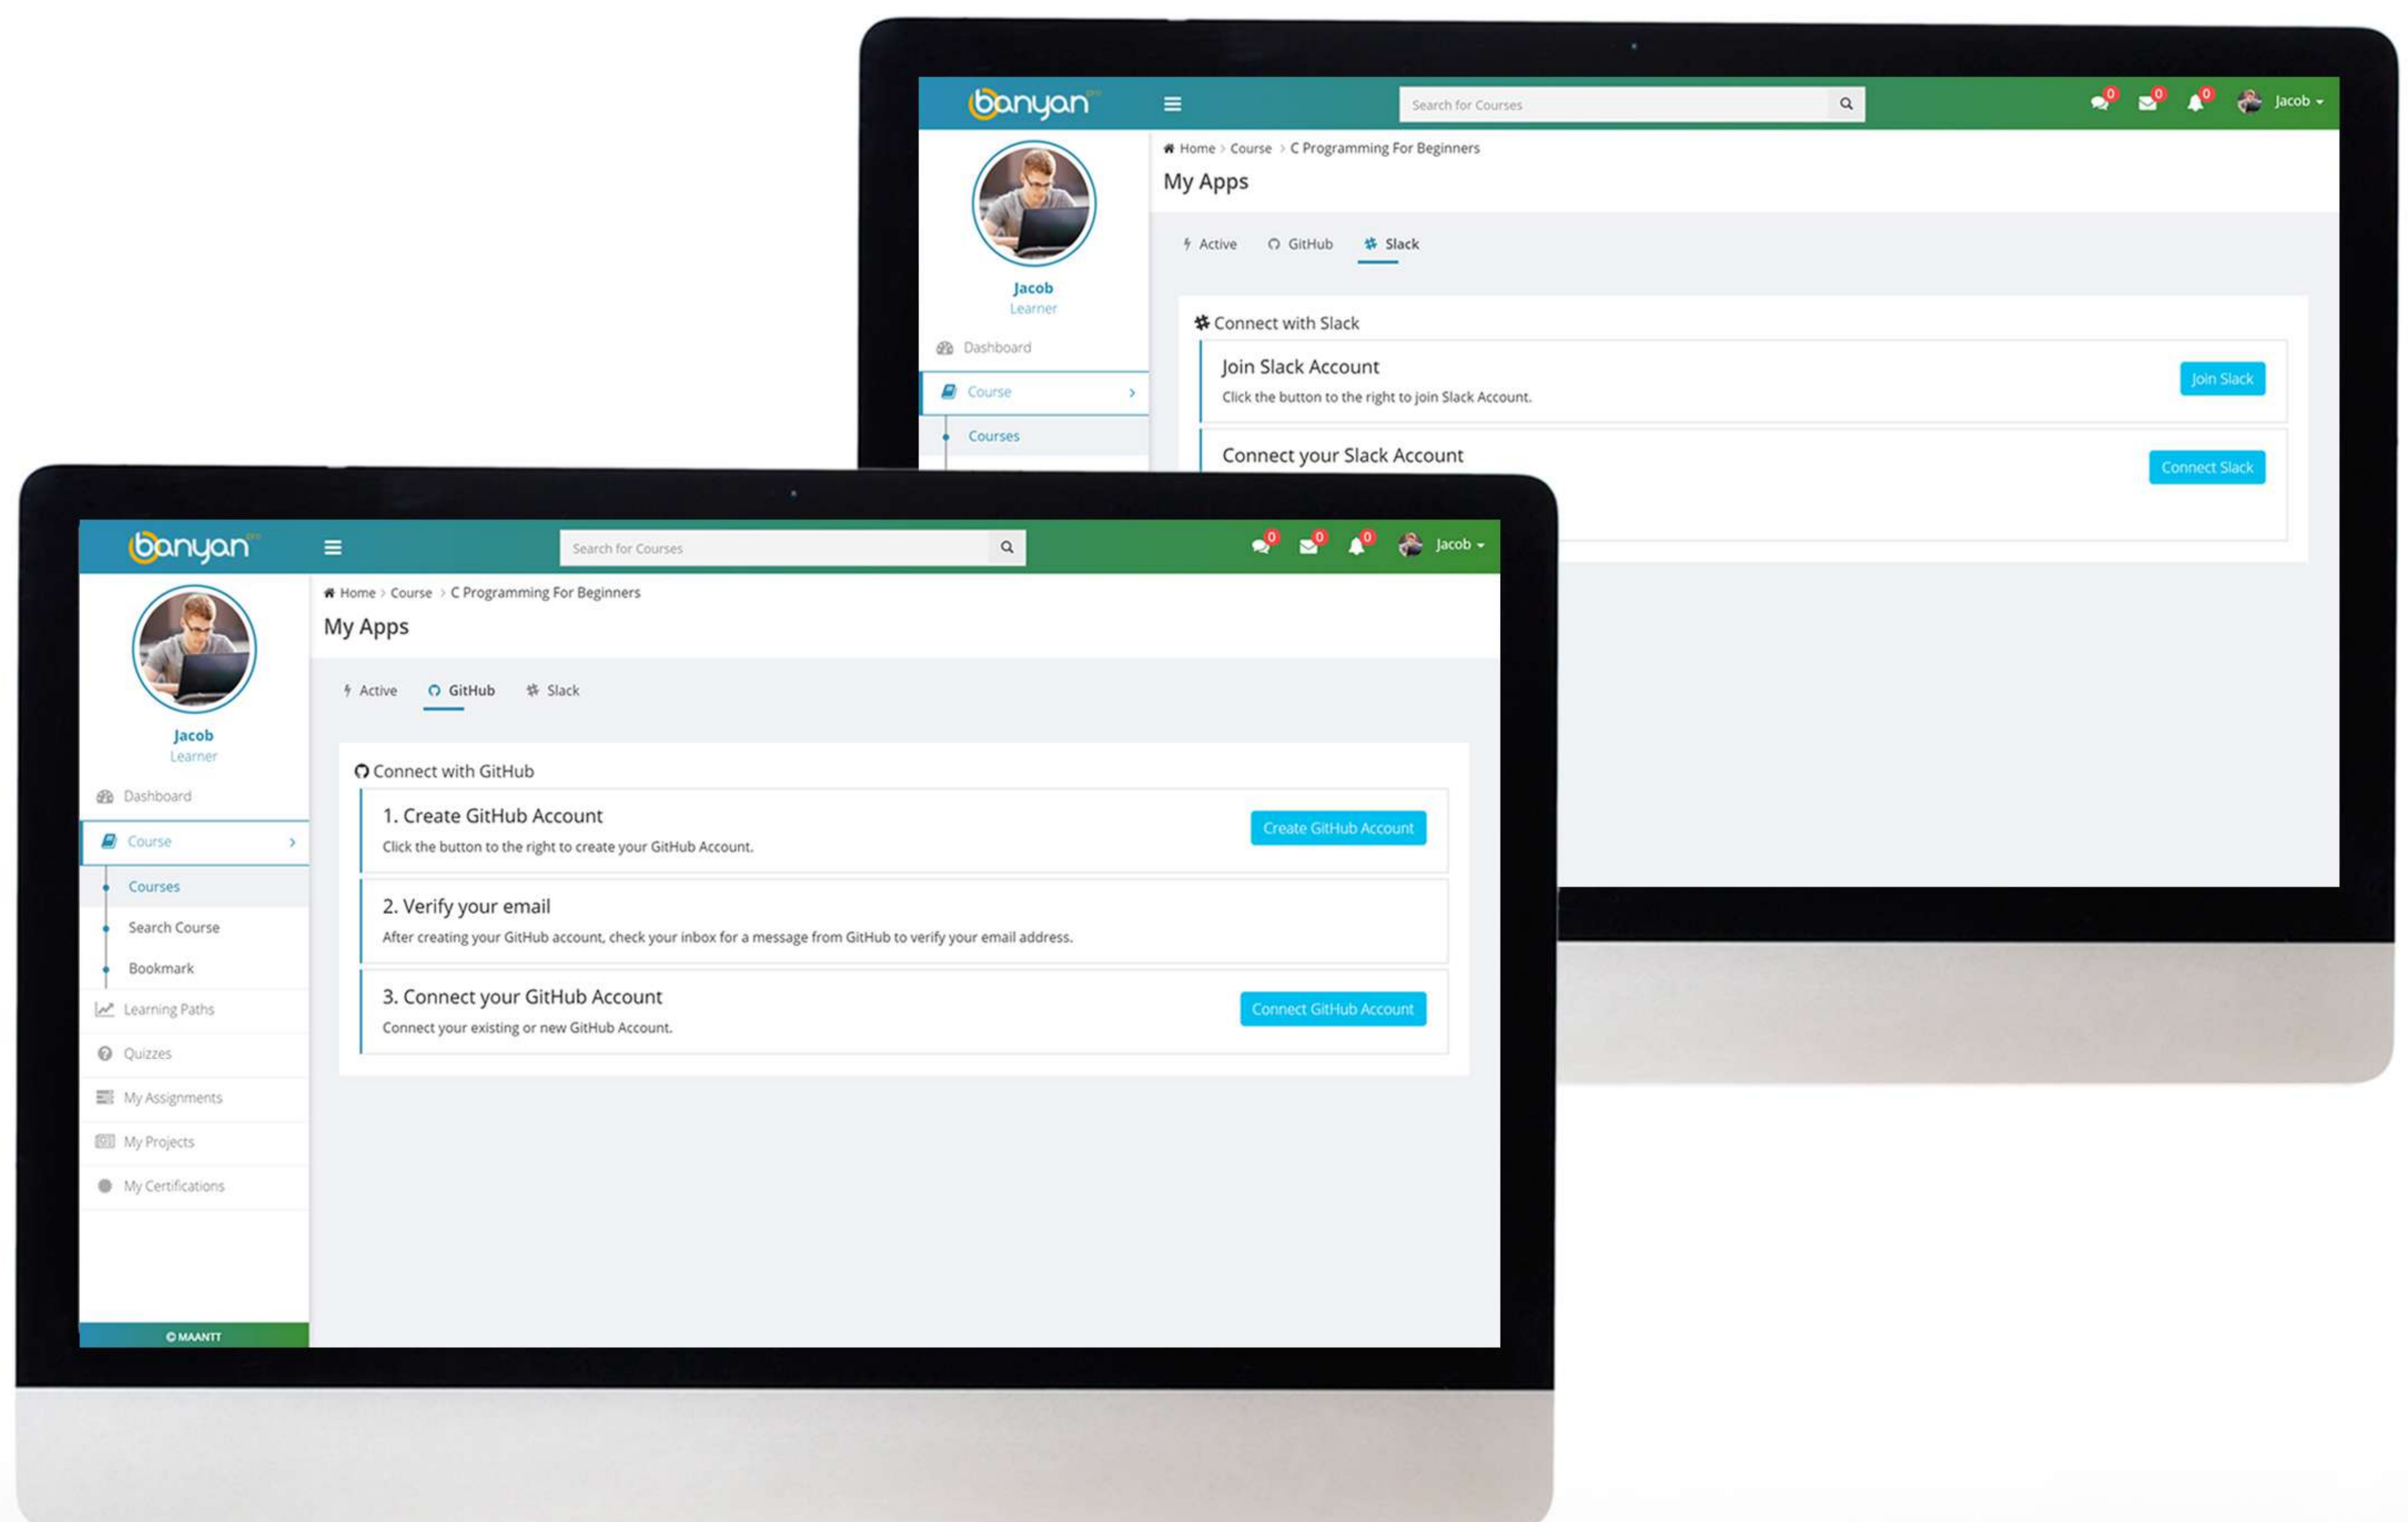 banyan pro
Search for Courses
0 0 0 Jacob
Home > Course > C Programming For Beginners
My Apps
Jacob
Learner
Active GitHub Slack
Connect with Slack
Join Slack Account
Click the button to the right to join Slack Account.
Join Slack
Connect your Slack Account
Connect Slack
Dashboard
Course
Courses
banyan pro
Search for Courses
0 0 0 Jacob
Home > Course > C Programming For Beginners
My Apps
Jacob
Learner
Dashboard
Course
Courses
Search Course
Bookmark
Learning Paths
Quizzes
My Assignments
My Projects
My Certifications
© MAANTT
Active GitHub Slack
Connect with GitHub
1. Create GitHub Account
Click the button to the right to create your GitHub Account.
Create GitHub Account
2. Verify your email
After creating your GitHub account, check your inbox for a message from GitHub to verify your email address.
3. Connect your GitHub Account
Connect your existing or new GitHub Account.
Connect GitHub Account